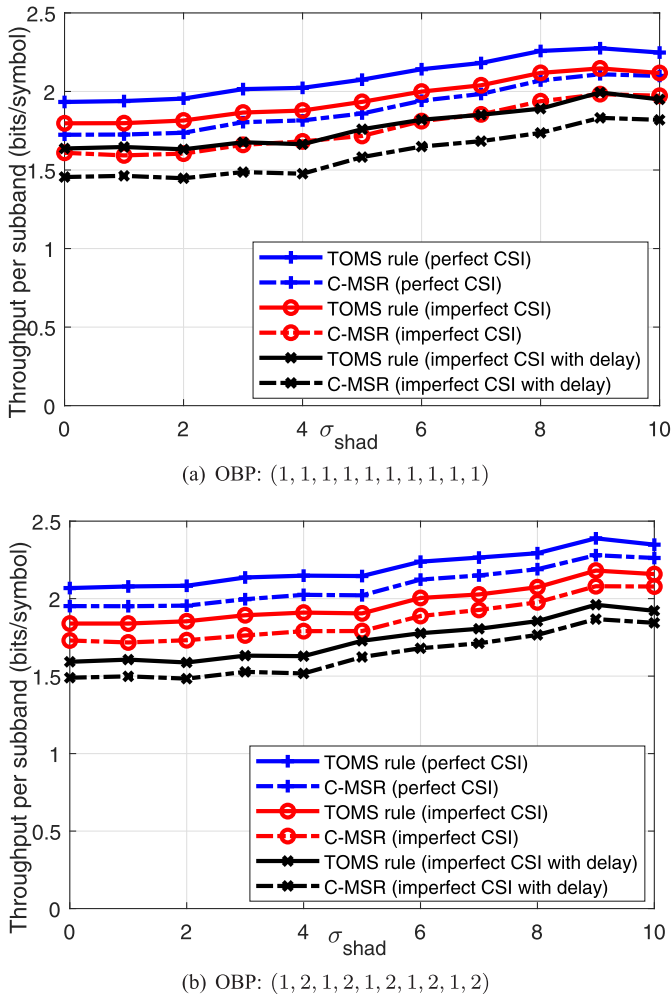 Throughput per subband (bits/symbol)
2.5
2
1.5
1
0.5
0
TOMS rule (perfect CSI)
C-MSR (perfect CSI)
TOMS rule (imperfect CSI)
C-MSR (imperfect CSI)
TOMS rule (imperfect CSI with delay)
C-MSR (imperfect CSI with delay)
0 2 4 6 8 10
σshad
(a) OBP: (1, 1, 1, 1, 1, 1, 1, 1, 1, 1)
Throughput per subband (bits/symbol)
2.5
2
1.5
1
0.5
0
TOMS rule (perfect CSI)
C-MSR (perfect CSI)
TOMS rule (imperfect CSI)
C-MSR (imperfect CSI)
TOMS rule (imperfect CSI with delay)
C-MSR (imperfect CSI with delay)
0 2 4 6 8 10
σshad
(b) OBP: (1, 2, 1, 2, 1, 2, 1, 2, 1, 2)